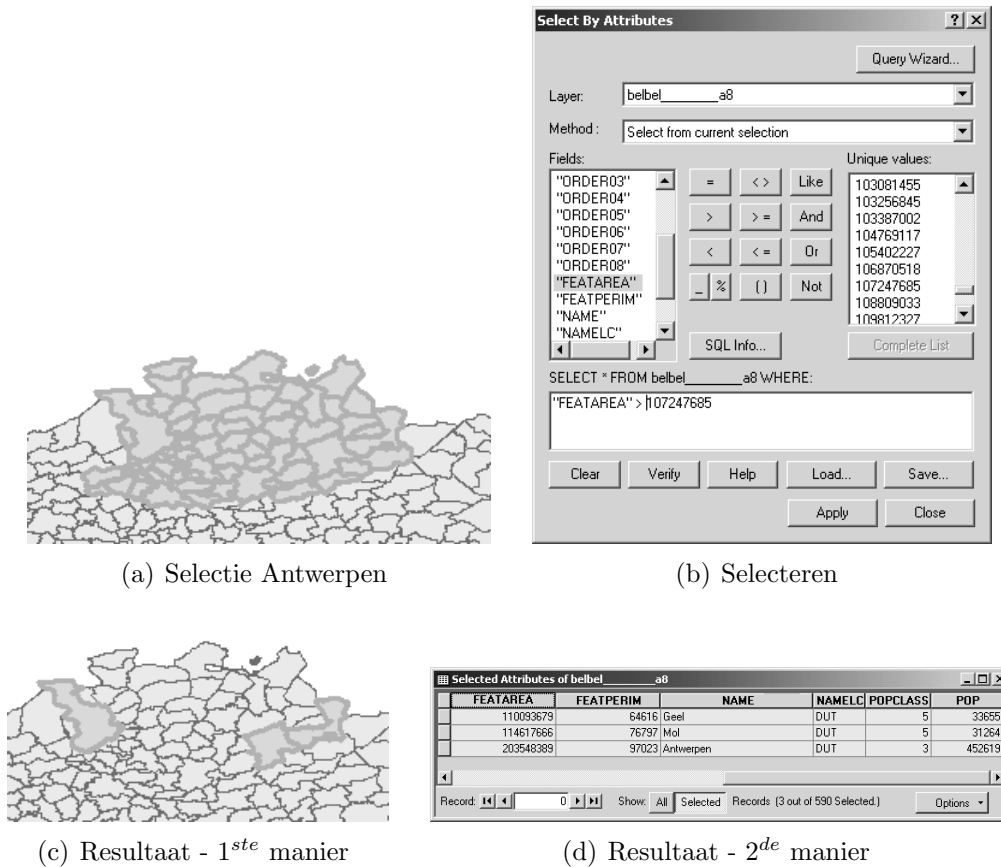 Select By Attributes
Query Wizard...
Layer: belbel________a8
Method : Select from current selection
Fields:
Unique values:
"ORDER03"
"ORDER04"
"ORDER05"
"ORDER06"
"ORDER07"
"ORDER08"
"FEATAREA"
"FEATPERIM"
"NAME"
"NAMELC"
= < > Like
> > = And
< < = Or
_ % ( ) Not
103081455
103256845
103387002
104769117
105402227
106870518
107247685
108809033
109812327
SQL Info...
Complete List
SELECT * FROM belbel________a8 WHERE:
"FEATAREA" > 107247685
Clear Verify Help Load... Save...
Apply Close
(a) Selectie Antwerpen
(b) Selecteren
Selected Attributes of belbel________a8
FEATAREA FEATPERIM NAME NAMELC POPCLASS POP
110093679 64616 Geel DUT 5 33655
114617666 76797 Mol DUT 5 31264
203548389 97023 Antwerpen DUT 3 452619
Record: 0 Show: All Selected Records (3 out of 590 Selected.) Options
(c) Resultaat - 1ste manier
(d) Resultaat - 2de manier